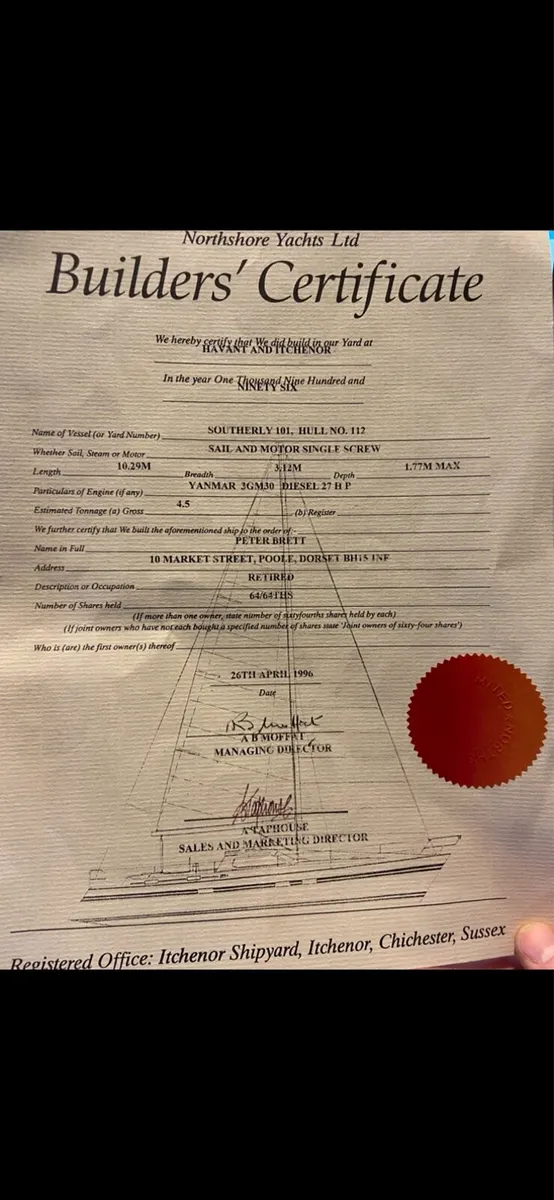 Northshore Yachts Ltd
Builders' Certificate
We hereby certify that We did build in our Yard at
HAVANT AND ITCHENOR
In the year One Thousand Nine Hundred and
NINETY SIX
Name of Vessel (or Yard Number) SOUTHERLY 101, HULL NO. 112
Whether Sail, Steam or Motor SAIL AND MOTOR SINGLE SCREW
Length 10.29M Breadth 3.12M Depth 1.77M MAX
Particulars of Engine (if any) YANMAR 3GM30 DIESEL 27 H P
Estimated Tonnage (a) Gross 4.5 (b) Register
We further certify that We built the aforementioned ship to the order of:-
Name in Full PETER BRETT
Address 10 MARKET STREET, POOLE, DORSET BH15 1NF
Description or Occupation RETIRED
Number of Shares held 64/64THS
(If more than one owner, state number of sixtyfourths shares held by each)
(If joint owners who have not each bought a specified number of shares state 'Joint owners of sixty-four shares')
Who is (are) the first owner(s) thereof
26TH APRIL 1996
Date
A B MOFFAT
MANAGING DIRECTOR
A TAPHOUSE
SALES AND MARKETING DIRECTOR
Registered Office: Itchenor Shipyard, Itchenor, Chichester, Sussex